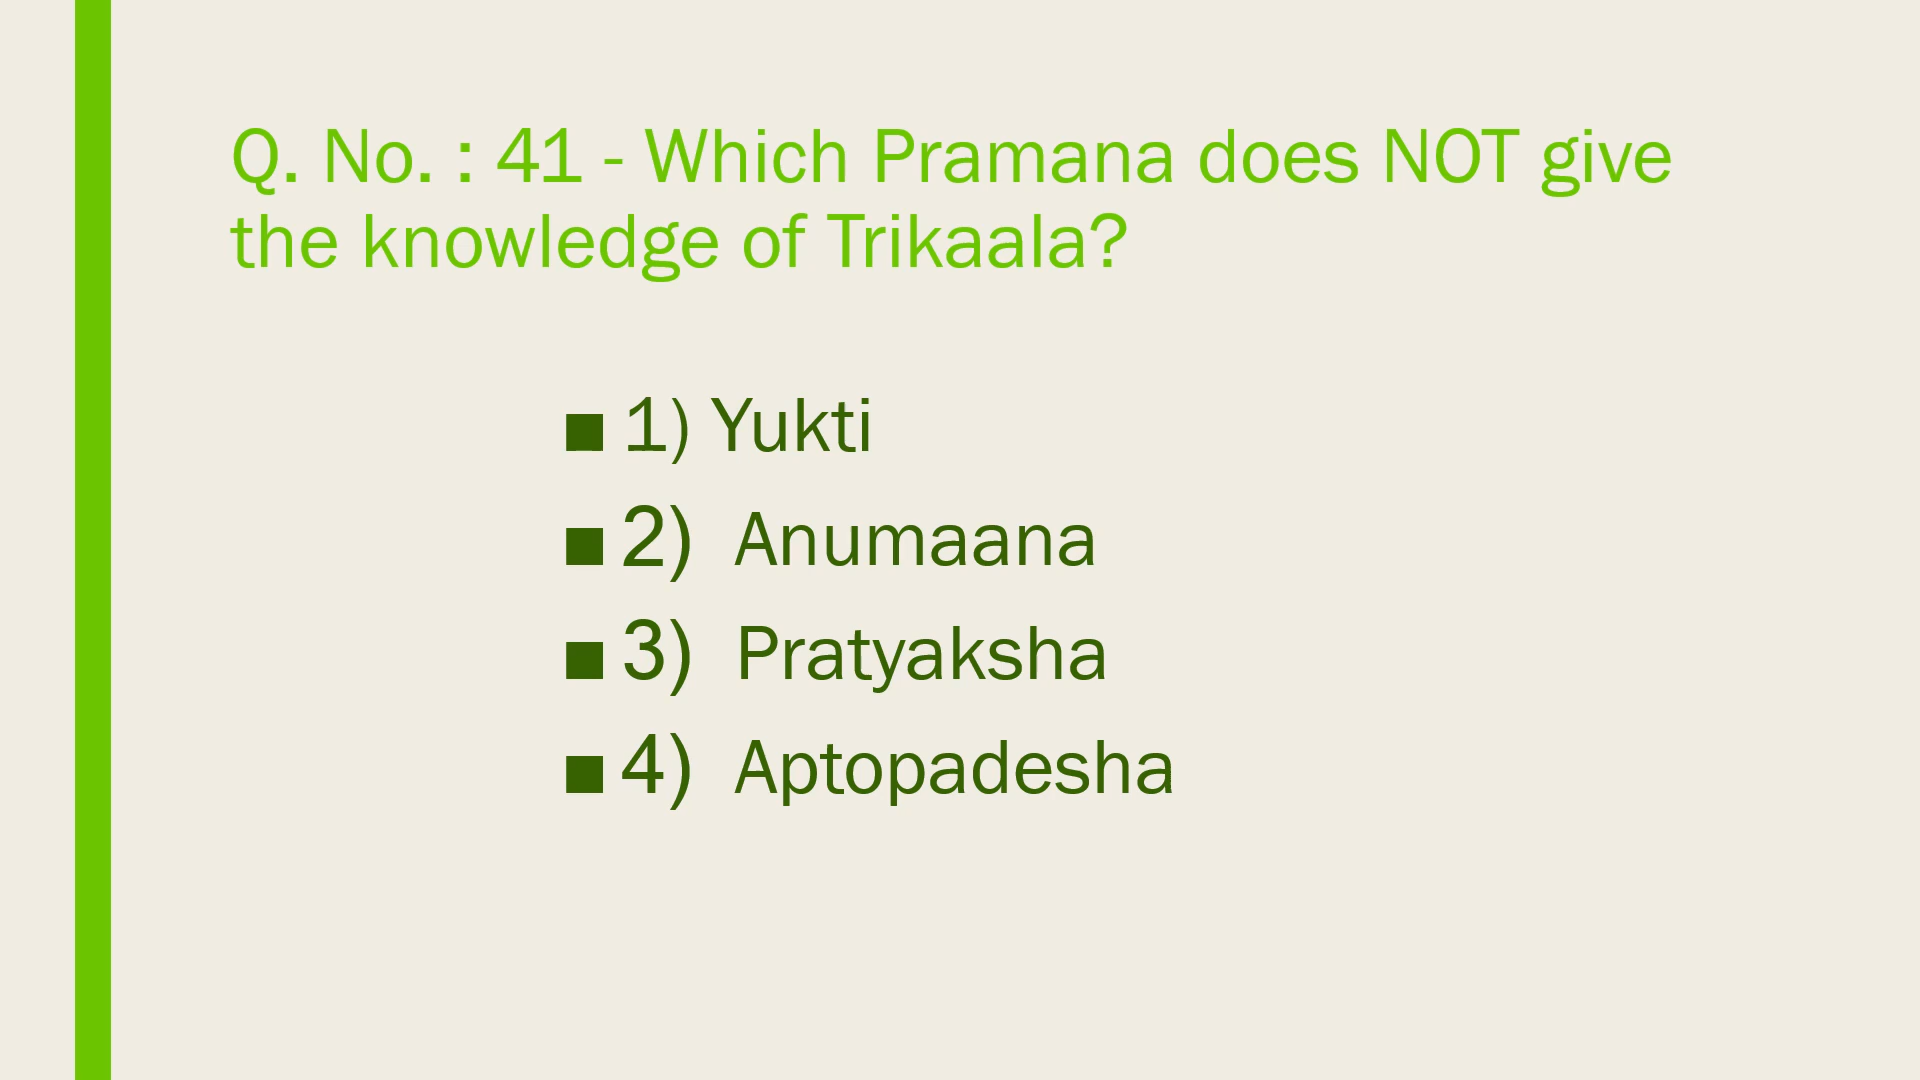 Q. No. : 41 - Which Pramana does NOT give
the knowledge of Trikaala?
■ 1) Yukti
■ 2) Anumaana
■ 3) Pratyaksha
■ 4) Aptopadesha